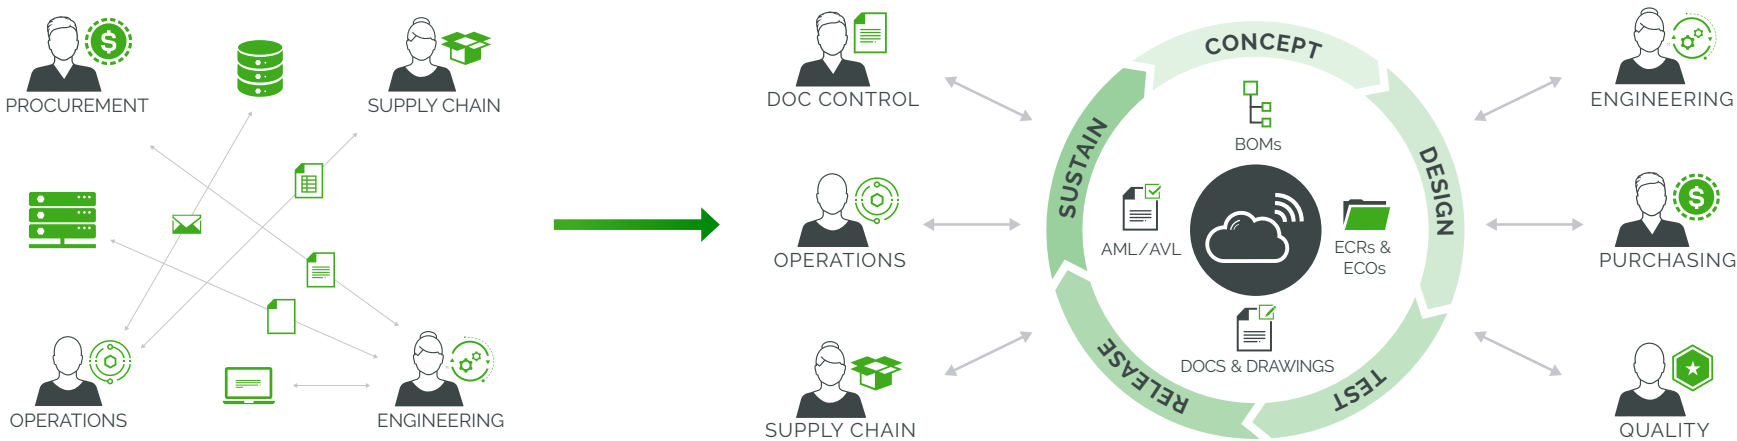 PROCUREMENT
SUPPLY CHAIN
OPERATIONS
ENGINEERING
DOC CONTROL
OPERATIONS
SUPPLY CHAIN
CONCEPT
DESIGN
TEST
RELEASE
SUSTAIN
BOMs
AML/AVL
ECRs &
ECOs
DOCS & DRAWINGS
ENGINEERING
PURCHASING
QUALITY